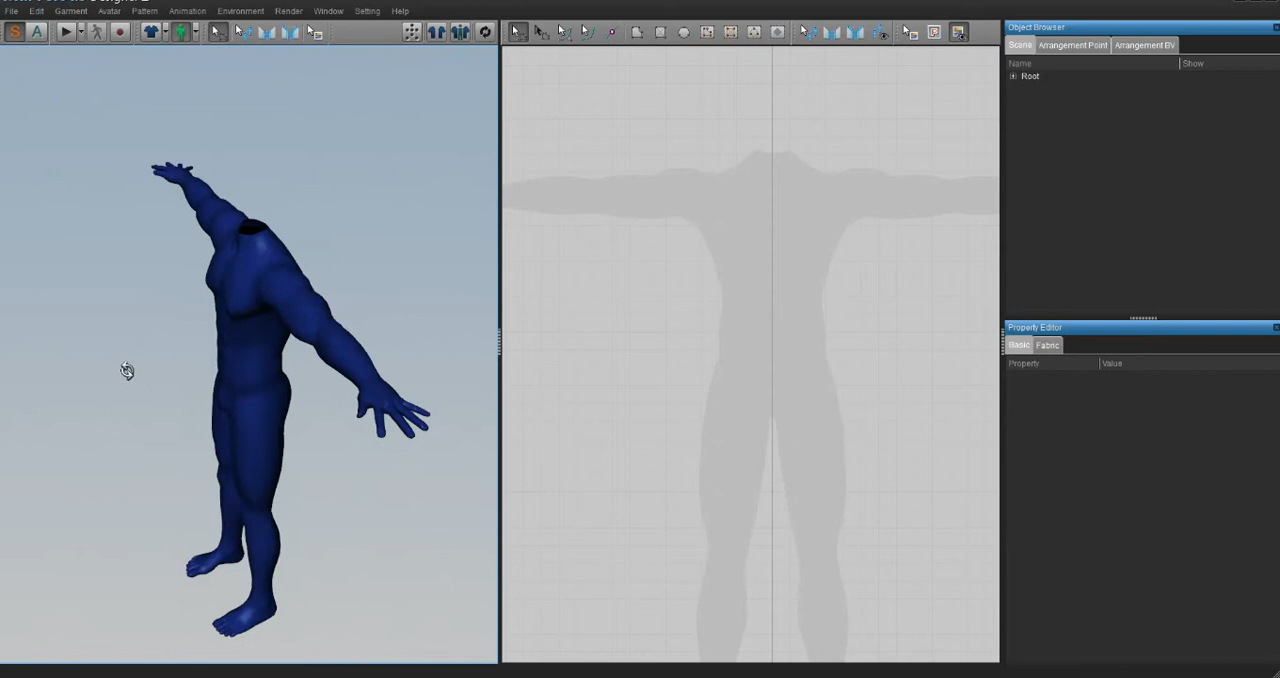 File Edit Garment Avatar Pattern Animation Environment Render Window Setting Help
S A
Object Browser
Scene Arrangement Point Arrangement BV
Name Show
Root
Property Editor
Basic Fabric
Property Value